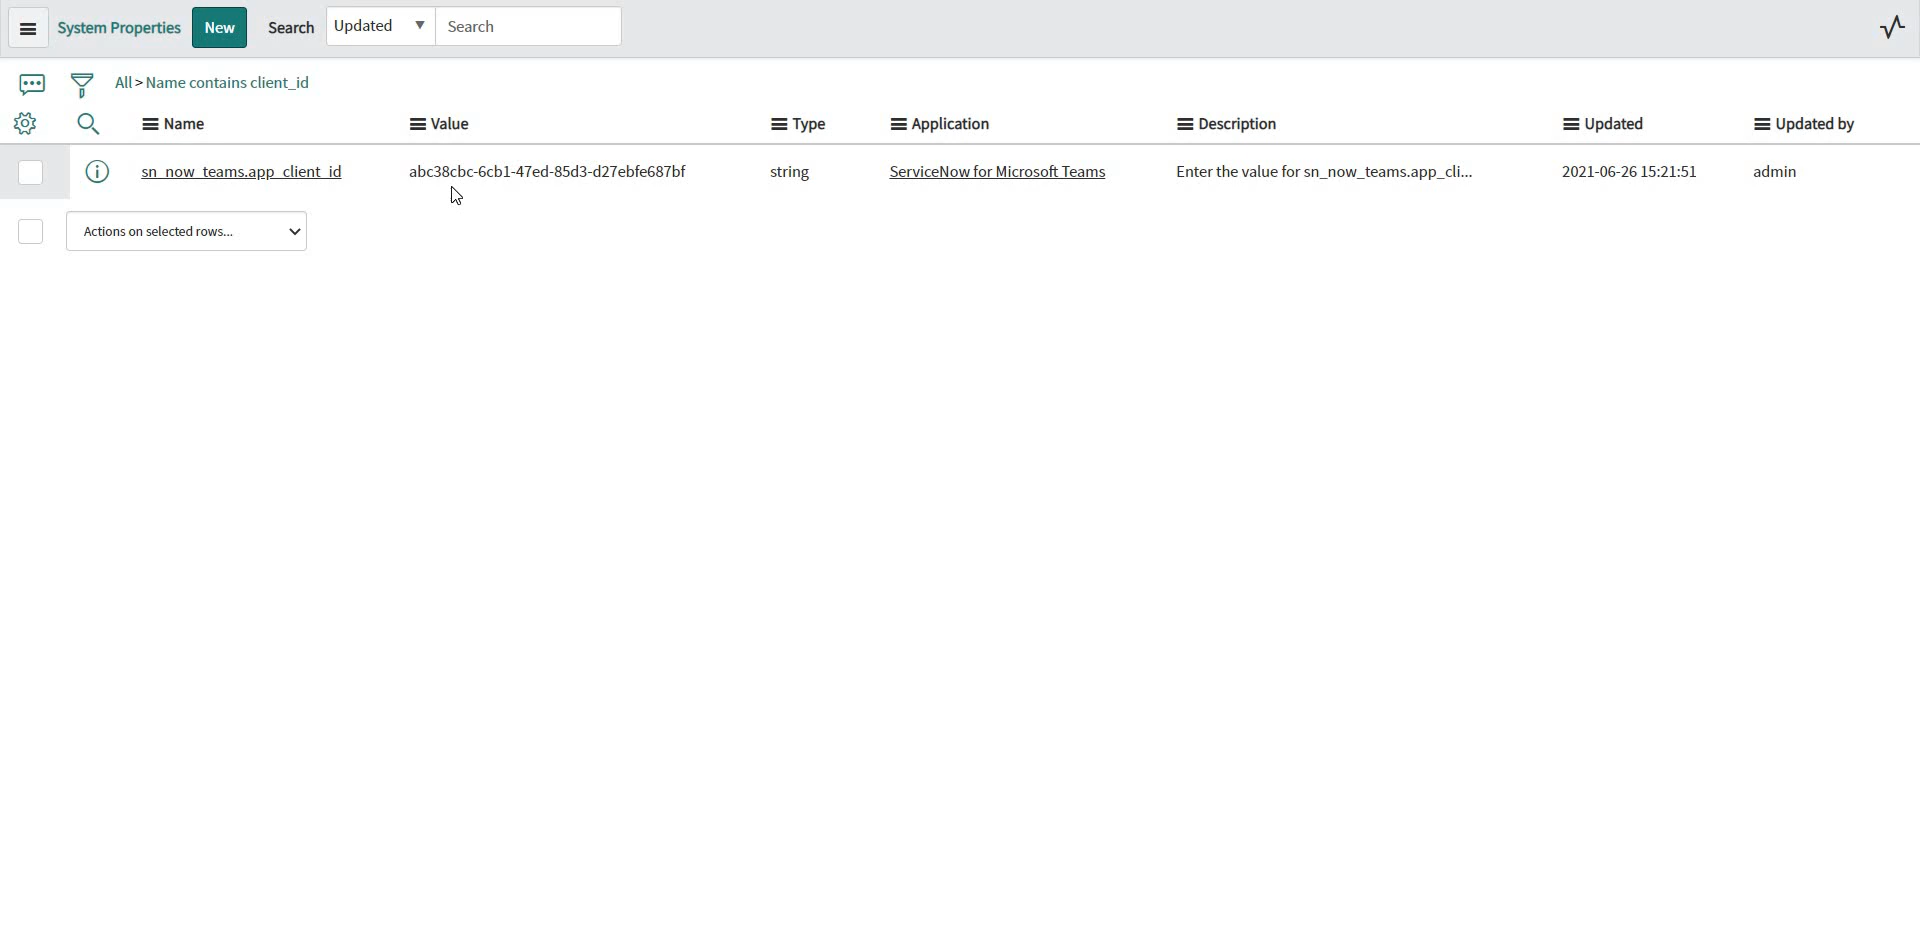 System Properties New Search Updated Search
All > Name contains client_id
Name Value Type Application Description Updated Updated by
sn_now_teams.app_client_id abc38cbc-6cb1-47ed-85d3-d27ebfe687bf string ServiceNow for Microsoft Teams Enter the value for sn_now_teams.app_cli... 2021-06-26 15:21:51 admin
Actions on selected rows...